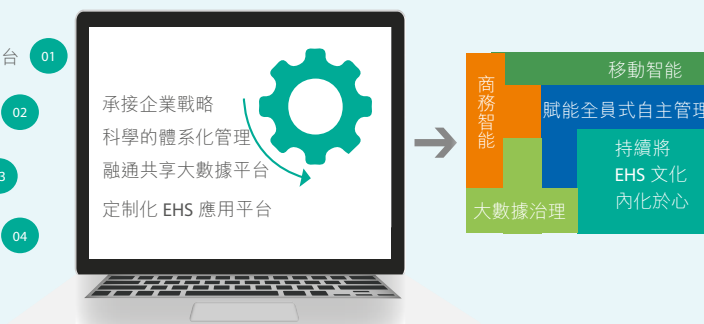 台
01
02
3
04
承接企業戰略
科學的體系化管理
融通共享大數據平台
定制化 EHS 應用平台
商務智能
移動智能
賦能全員式自主管理
持續將
EHS 文化
內化於心
大數據治理